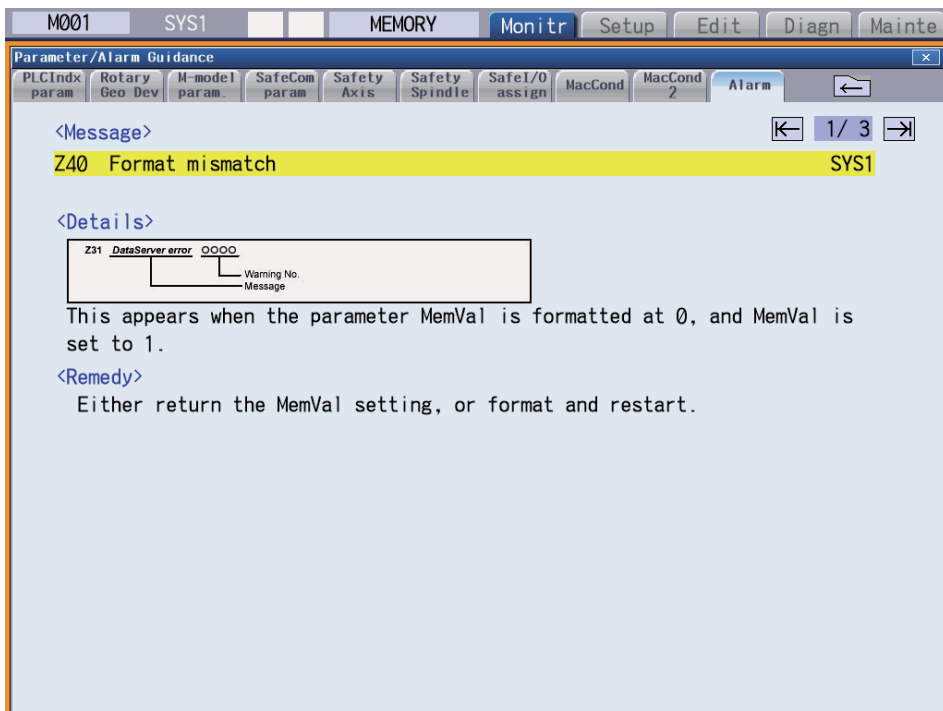 M001 SYS1 MEMORY Monitr Setup Edit Diagn Mainte
Parameter/Alarm Guidance
PLCIndx param Rotary Geo Dev M-model param. SafeCom param Safety Axis Safety Spindle SafeI/O assign MacCond MacCond 2 Alarm
<Message> 1/ 3
Z40 Format mismatch SYS1
<Details>
Z31 DataServer error OOOO
Warning No.
Message
This appears when the parameter MemVal is formatted at 0, and MemVal is
set to 1.
<Remedy>
Either return the MemVal setting, or format and restart.